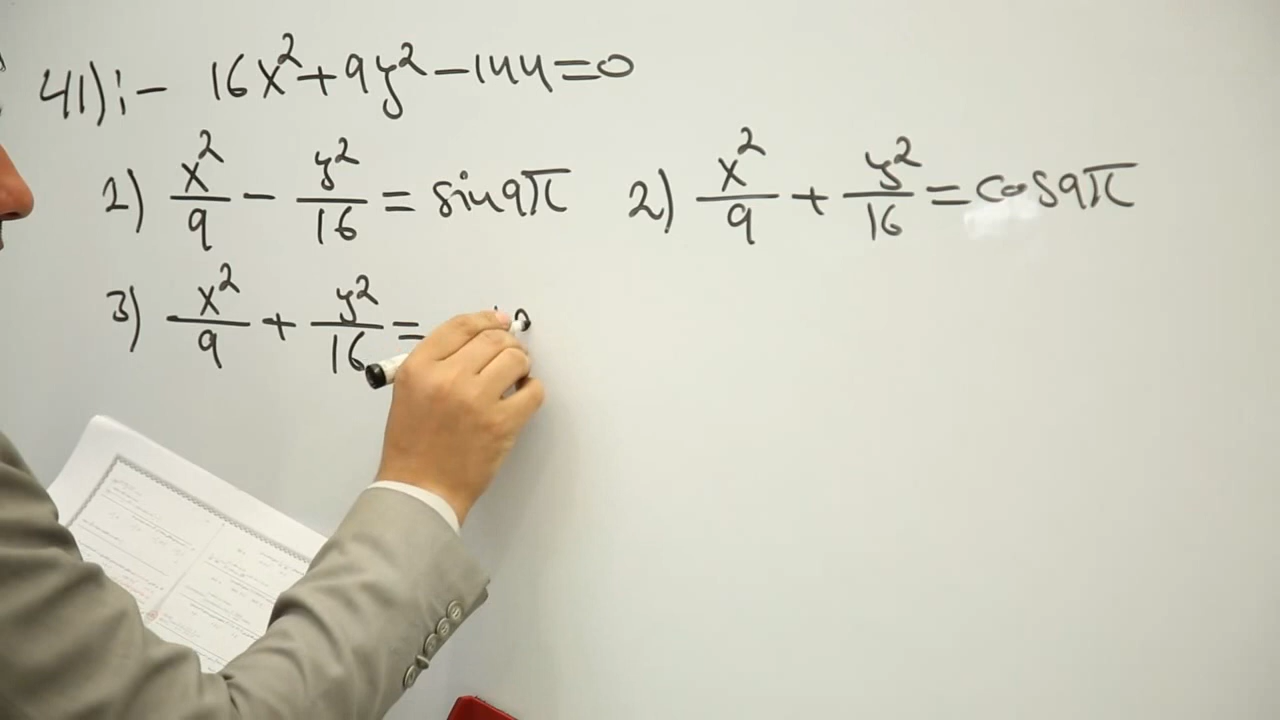 41):- 16x²+9y²-144=0
1) x²/9 - y²/16 = sin9π 2) x²/9 + y²/16 = cos9π
3) x²/9 + y²/16 =